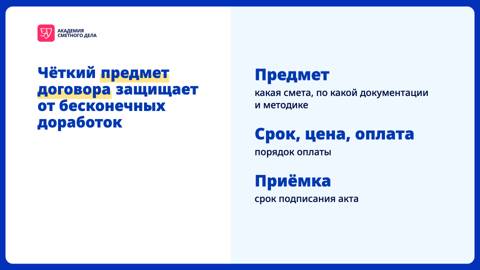 АКАДЕМИЯ
СМЕТНОГО ДЕЛА
Чёткий предмет
договора защищает
от бесконечных
доработок
Предмет
какая смета, по какой документации
и методике
Срок, цена, оплата
порядок оплаты
Приёмка
срок подписания акта